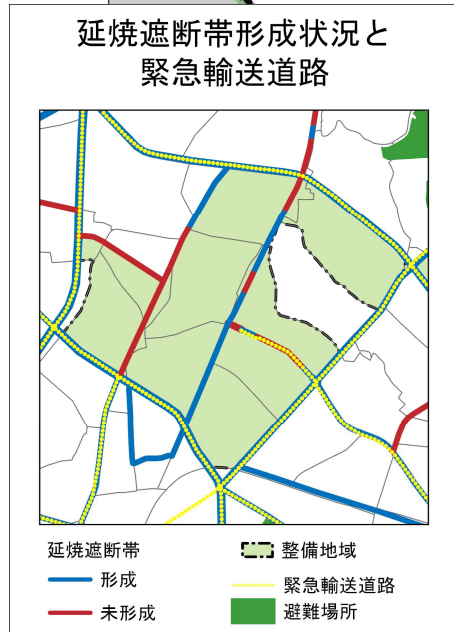 延焼遮断帯形成状況と
緊急輸送道路
延焼遮断帯
形成
未形成
整備地域
緊急輸送道路
避難場所